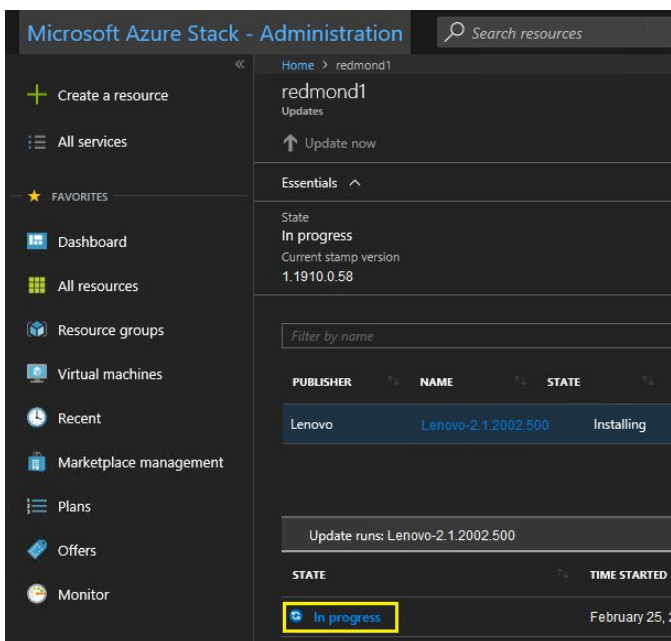 Microsoft Azure Stack - Administration
Search resources
«
Create a resource
All services
FAVORITES
Dashboard
All resources
Resource groups
Virtual machines
Recent
Marketplace management
Plans
Offers
Monitor
Home > redmond1
redmond1
Updates
Update now
Essentials
State
In progress
Current stamp version
1.1910.0.58
Filter by name
PUBLISHER NAME STATE
Lenovo Lenovo-2.1.2002.500 Installing
Update runs: Lenovo-2.1.2002.500
STATE TIME STARTED
In progress February 25,